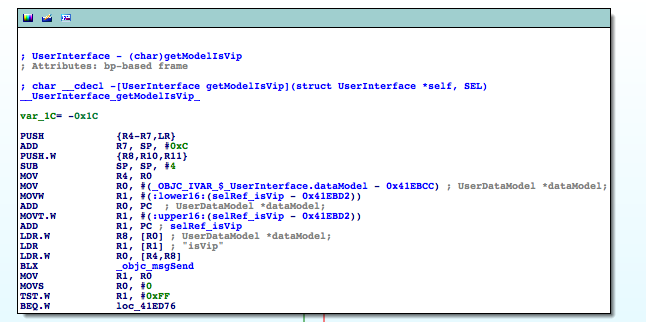 ; UserInterface - (char)getModelIsVip
; Attributes: bp-based frame
; char __cdecl -[UserInterface getModelIsVip](struct UserInterface *self, SEL)
__UserInterface_getModelIsVip_
var_1C= -0x1C
PUSH {R4-R7,LR}
ADD R7, SP, #0xC
PUSH.W {R8,R10,R11}
SUB SP, SP, #4
MOV R4, R0
MOV R0, #(_OBJC_IVAR_$_UserInterface.dataModel - 0x41EBCC) ; UserDataModel *dataModel;
MOVW R1, #(:lower16:(selRef_isVip - 0x41EBD2))
ADD R0, PC ; UserDataModel *dataModel;
MOVT.W R1, #(:upper16:(selRef_isVip - 0x41EBD2))
ADD R1, PC ; selRef_isVip
LDR.W R8, [R0] ; UserDataModel *dataModel;
LDR R1, [R1] ; "isVip"
LDR.W R0, [R4,R8]
BLX _objc_msgSend
MOV R1, R0
MOVS R0, #0
TST.W R1, #0xFF
BEQ.W loc_41ED76